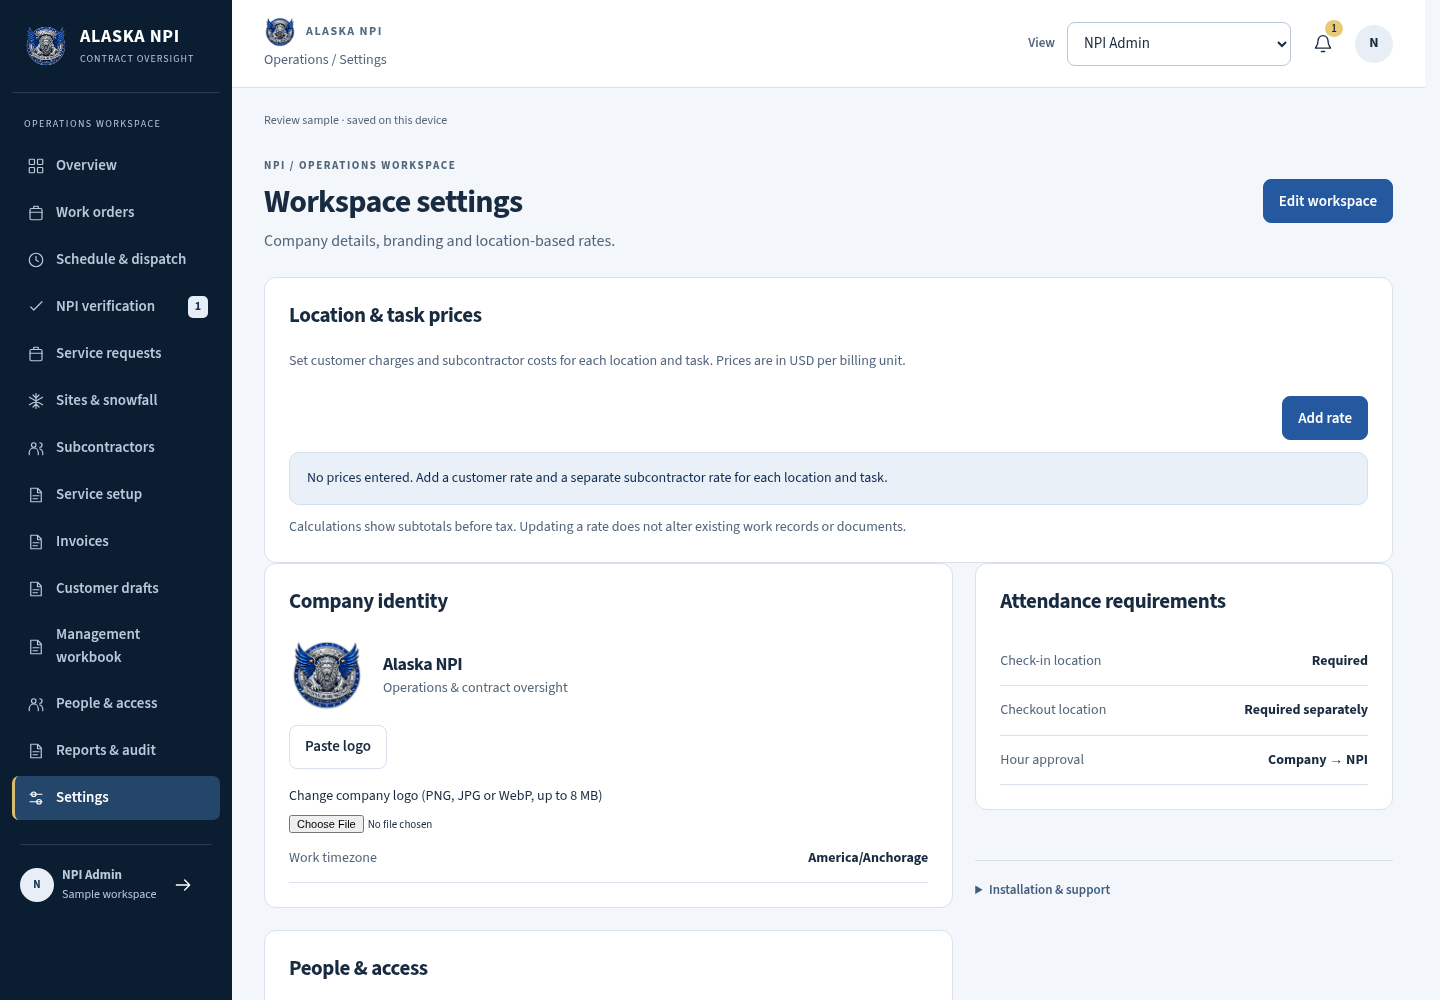 ALASKA NPI
CONTRACT OVERSIGHT
OPERATIONS WORKSPACE
Overview
Work orders
Schedule & dispatch
NPI verification 1
Service requests
Sites & snowfall
Subcontractors
Service setup
Invoices
Customer drafts
Management
workbook
People & access
Reports & audit
Settings
N
NPI Admin
Sample workspace
ALASKA NPI
Operations / Settings
View
NPI Admin
1
N
Review sample · saved on this device
NPI / OPERATIONS WORKSPACE
Workspace settings
Company details, branding and location-based rates.
Edit workspace
Location & task prices
Set customer charges and subcontractor costs for each location and task. Prices are in USD per billing unit.
Add rate
No prices entered. Add a customer rate and a separate subcontractor rate for each location and task.
Calculations show subtotals before tax. Updating a rate does not alter existing work records or documents.
Company identity
Alaska NPI
Operations & contract oversight
Paste logo
Change company logo (PNG, JPG or WebP, up to 8 MB)
Choose File No file chosen
Work timezone America/Anchorage
Attendance requirements
Check-in location Required
Checkout location Required separately
Hour approval Company → NPI
Installation & support
People & access